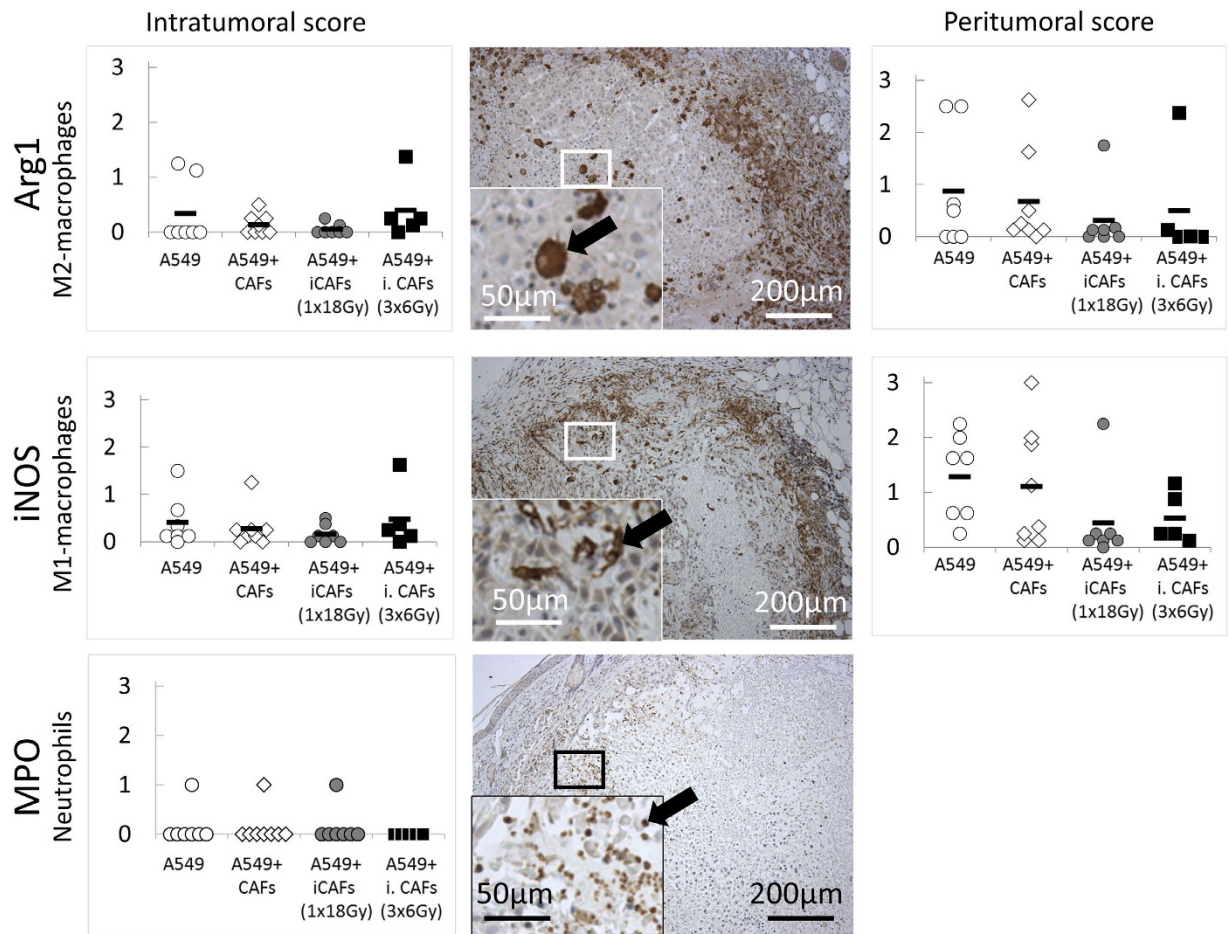 Intratumoral score
Peritumoral score
Arg1
M2-macrophages
3
2
1
0
A549
A549+
CAFs
A549+
iCAFs
(1x18Gy)
A549+
i. CAFs
(3x6Gy)
50µm
200µm
3
2
1
0
A549
A549+
CAFs
A549+
iCAFs
(1x18Gy)
A549+
i. CAFs
(3x6Gy)
iNOS
M1-macrophages
3
2
1
0
A549
A549+
CAFs
A549+
iCAFs
(1x18Gy)
A549+
i. CAFs
(3x6Gy)
50µm
200µm
3
2
1
0
A549
A549+
CAFs
A549+
iCAFs
(1x18Gy)
A549+
i. CAFs
(3x6Gy)
MPO
Neutrophils
3
2
1
0
A549
A549+
CAFs
A549+
iCAFs
(1x18Gy)
A549+
i. CAFs
(3x6Gy)
50µm
200µm